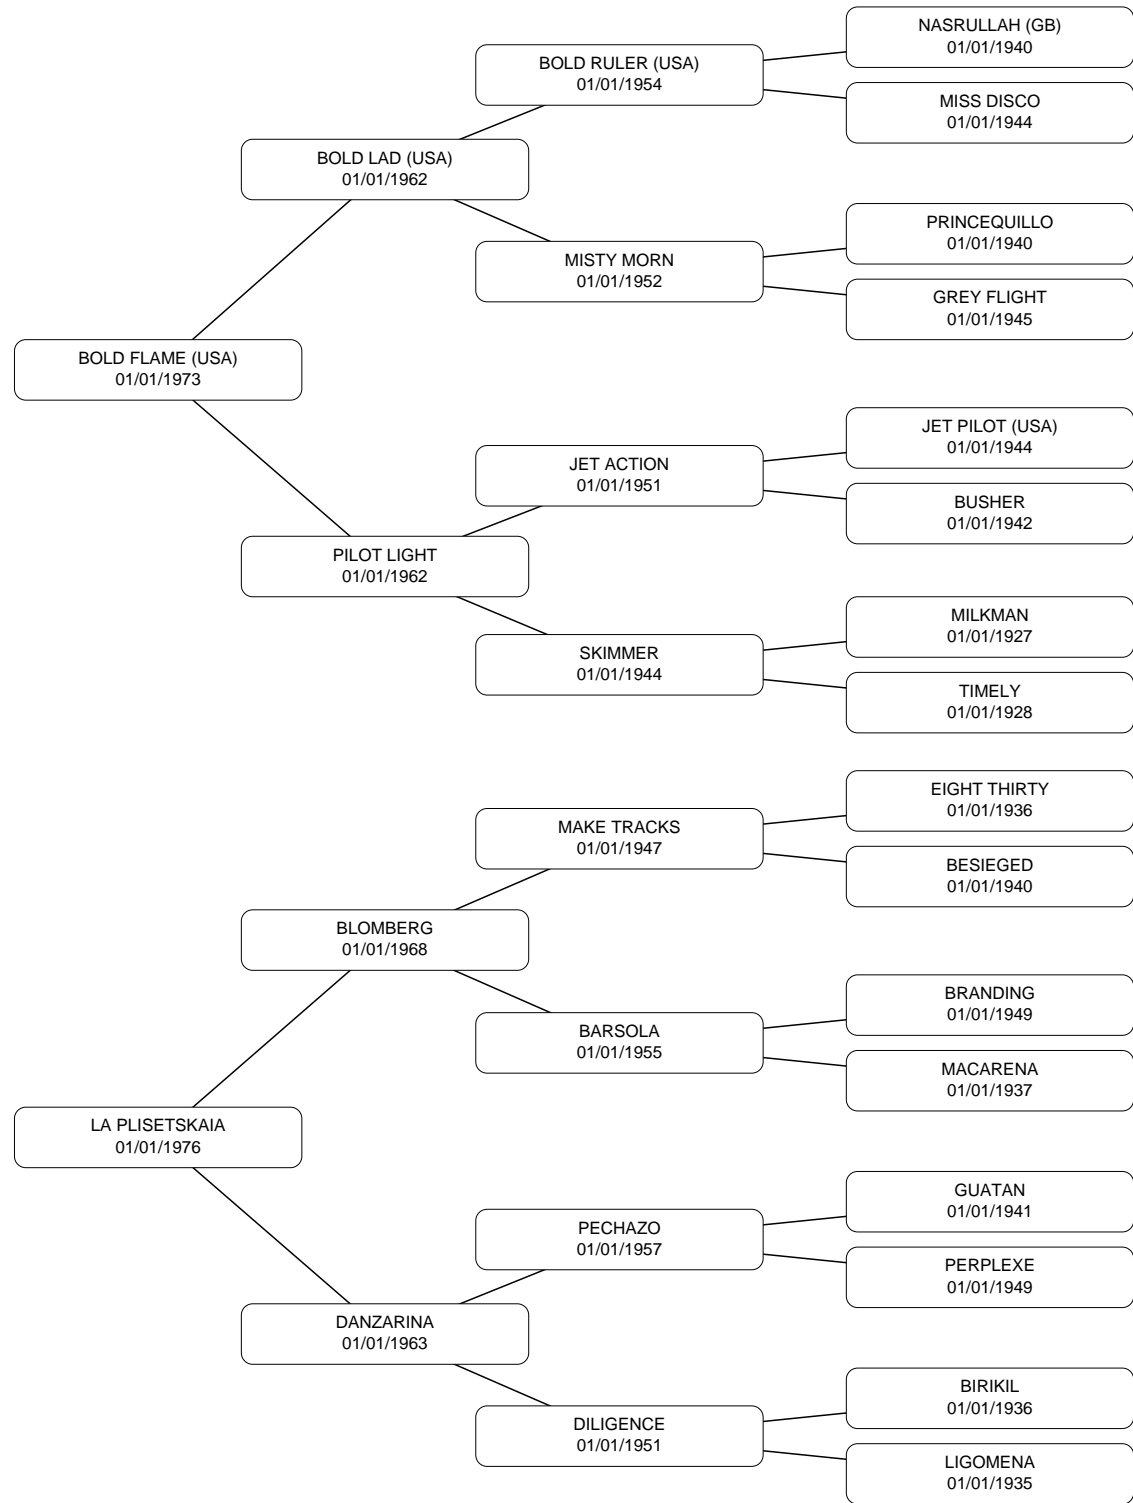 NASRULLAH (GB)
01/01/1940
BOLD RULER (USA)
01/01/1954
MISS DISCO
01/01/1944
BOLD LAD (USA)
01/01/1962
PRINCEQUILLO
01/01/1940
MISTY MORN
01/01/1952
GREY FLIGHT
01/01/1945
BOLD FLAME (USA)
01/01/1973
JET PILOT (USA)
01/01/1944
JET ACTION
01/01/1951
BUSHER
01/01/1942
PILOT LIGHT
01/01/1962
MILKMAN
01/01/1927
SKIMMER
01/01/1944
TIMELY
01/01/1928
EIGHT THIRTY
01/01/1936
MAKE TRACKS
01/01/1947
BESIEGED
01/01/1940
BLOMBERG
01/01/1968
BRANDING
01/01/1949
BARSOLA
01/01/1955
MACARENA
01/01/1937
LA PLISETSKAIA
01/01/1976
GUATAN
01/01/1941
PECHAZO
01/01/1957
PERPLEXE
01/01/1949
DANZARINA
01/01/1963
BIRIKIL
01/01/1936
DILIGENCE
01/01/1951
LIGOMENA
01/01/1935